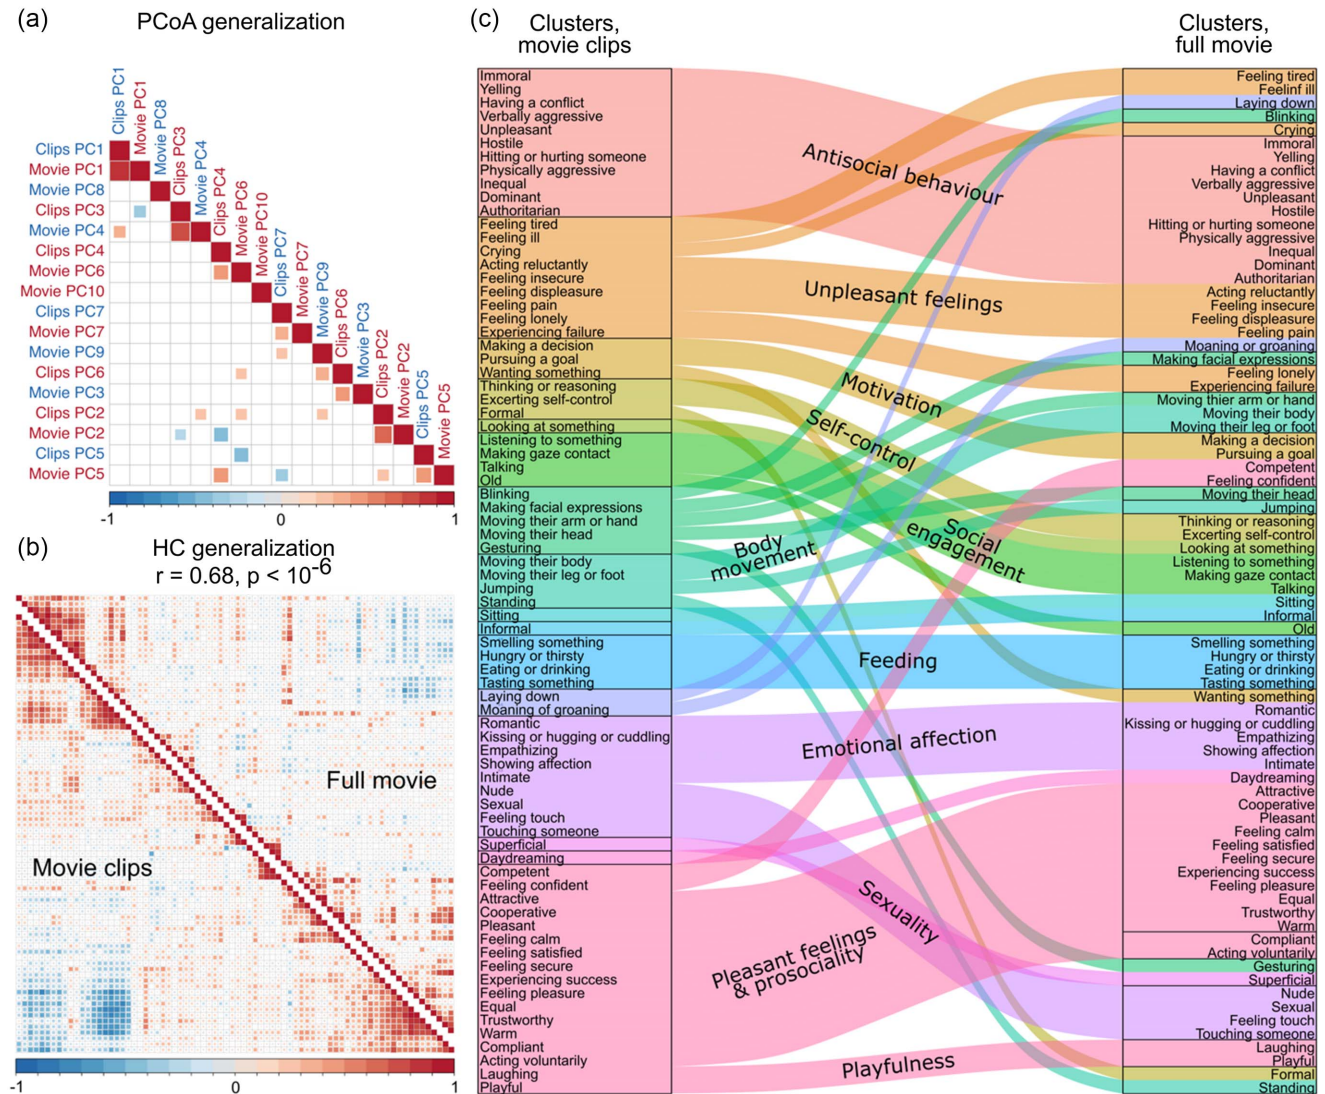 (a)
PCoA generalization
Clips PC1
Movie PC1
Movie PC8
Clips PC3
Movie PC4
Clips PC4
Movie PC6
Movie PC10
Clips PC7
Movie PC7
Movie PC9
Clips PC6
Movie PC3
Clips PC2
Movie PC2
Clips PC5
Movie PC5
Clips PC1
Movie PC1
Movie PC8
Clips PC3
Movie PC4
Clips PC4
Movie PC6
Movie PC10
Clips PC7
Movie PC7
Movie PC9
Clips PC6
Movie PC3
Clips PC2
Movie PC2
Clips PC5
Movie PC5
-1
0
1
(b)
HC generalization
r = 0.68, p < 10-6
Full movie
Movie clips
-1
0
1
(c)
Clusters,
movie clips
Immoral
Yelling
Having a conflict
Verbally aggressive
Unpleasant
Hostile
Hitting or hurting someone
Physically aggressive
Inequal
Dominant
Authoritarian
Feeling tired
Feeling ill
Crying
Acting reluctantly
Feeling insecure
Feeling displeasure
Feeling pain
Feeling lonely
Experiencing failure
Making a decision
Pursuing a goal
Wanting something
Thinking or reasoning
Excerting self-control
Formal
Looking at something
Listening to something
Making gaze contact
Talking
Old
Blinking
Making facial expressions
Moving their arm or hand
Moving their head
Gesturing
Moving their body
Moving their leg or foot
Jumping
Standing
Sitting
Informal
Smelling something
Hungry or thirsty
Eating or drinking
Tasting something
Laying down
Moaning of groaning
Romantic
Kissing or hugging or cuddling
Empathizing
Showing affection
Intimate
Nude
Sexual
Feeling touch
Touching someone
Superficial
Daydreaming
Competent
Feeling confident
Attractive
Cooperative
Pleasant
Feeling calm
Feeling satisfied
Feeling secure
Experiencing success
Feeling pleasure
Equal
Trustworthy
Warm
Compliant
Acting voluntarily
Laughing
Playful
Antisocial behaviour
Unpleasant feelings
Motivation
Self-control
Social
engagement
Body
movement
Feeding
Emotional affection
Sexuality
Pleasant feelings
& prosociality
Playfulness
Clusters,
full movie
Feeling tired
Feelinf ill
Laying down
Blinking
Crying
Immoral
Yelling
Having a conflict
Verbally aggressive
Unpleasant
Hostile
Hitting or hurting someone
Physically aggressive
Inequal
Dominant
Authoritarian
Acting reluctantly
Feeling insecure
Feeling displeasure
Feeling pain
Moaning or groaning
Making facial expressions
Feeling lonely
Experiencing failure
Moving thier arm or hand
Moving their body
Moving their leg or foot
Making a decision
Pursuing a goal
Competent
Feeling confident
Moving their head
Jumping
Thinking or reasoning
Excerting self-control
Looking at something
Listening to something
Making gaze contact
Talking
Sitting
Informal
Old
Smelling something
Hungry or thirsty
Eating or drinking
Tasting something
Wanting something
Romantic
Kissing or hugging or cuddling
Empathizing
Showing affection
Intimate
Daydreaming
Attractive
Cooperative
Pleasant
Feeling calm
Feeling satisfied
Feeling secure
Experiencing success
Feeling pleasure
Equal
Trustworthy
Warm
Compliant
Acting voluntarily
Gesturing
Superficial
Nude
Sexual
Feeling touch
Touching someone
Laughing
Playful
Formal
Standing